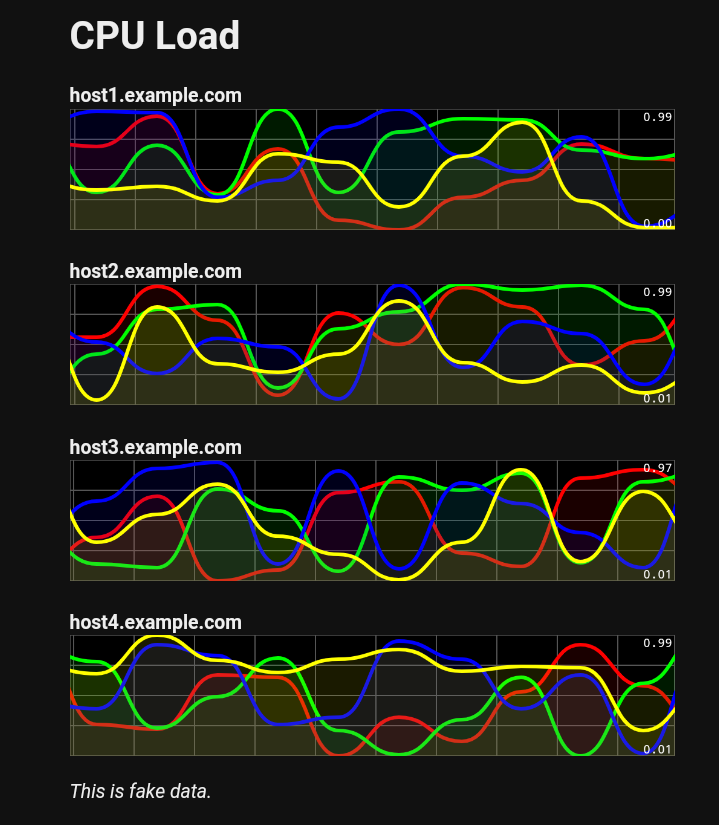 CPU Load
host1.example.com
0.99
0.00
host2.example.com
0.99
0.01
host3.example.com
0.97
0.01
host4.example.com
0.99
0.01
This is fake data.